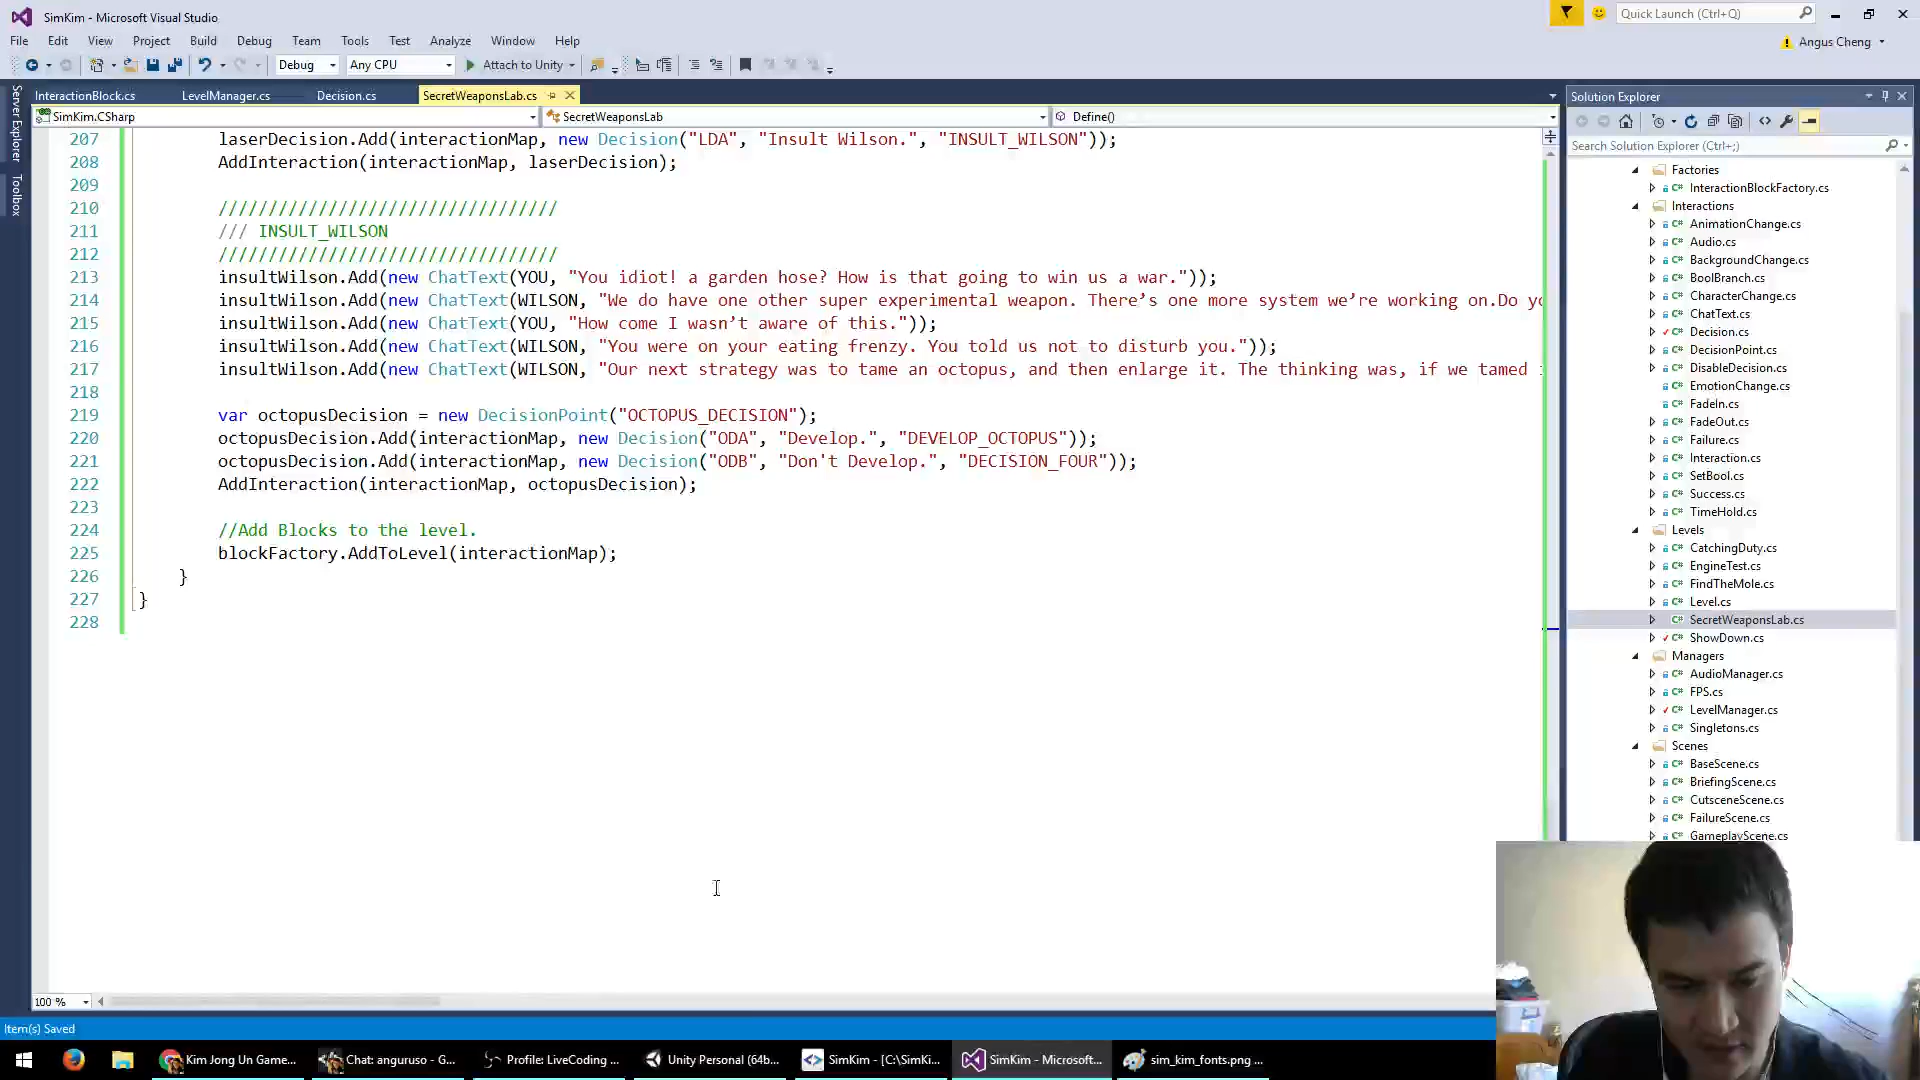 SimKim - Microsoft Visual Studio
Quick Launch (Ctrl+Q)
File Edit View Project Build Debug Team Tools Test Analyze Window Help
Angus Cheng
Debug Any CPU Attach to Unity
Server Explorer
Toolbox
InteractionBlock.cs LevelManager.cs Decision.cs SecretWeaponsLab.cs
SimKim.CSharp SecretWeaponsLab Define()
207 laserDecision.Add(interactionMap, new Decision("LDA", "Insult Wilson.", "INSULT_WILSON"));
208 AddInteraction(interactionMap, laserDecision);
209
210 //////////////////////////////////
211 /// INSULT_WILSON
212 //////////////////////////////////
213 insultWilson.Add(new ChatText(YOU, "You idiot! a garden hose? How is that going to win us a war."));
214 insultWilson.Add(new ChatText(WILSON, "We do have one other super experimental weapon. There’s one more system we’re working on.Do yo
215 insultWilson.Add(new ChatText(YOU, "How come I wasn’t aware of this."));
216 insultWilson.Add(new ChatText(WILSON, "You were on your eating frenzy. You told us not to disturb you."));
217 insultWilson.Add(new ChatText(WILSON, "Our next strategy was to tame an octopus, and then enlarge it. The thinking was, if we tamed
218
219 var octopusDecision = new DecisionPoint("OCTOPUS_DECISION");
220 octopusDecision.Add(interactionMap, new Decision("ODA", "Develop.", "DEVELOP_OCTOPUS"));
221 octopusDecision.Add(interactionMap, new Decision("ODB", "Don't Develop.", "DECISION_FOUR"));
222 AddInteraction(interactionMap, octopusDecision);
223
224 //Add Blocks to the level.
225 blockFactory.AddToLevel(interactionMap);
226 }
227 }
228
100 %
Item(s) Saved
Solution Explorer
Search Solution Explorer (Ctrl+;)
Factories
C# InteractionBlockFactory.cs
Interactions
C# AnimationChange.cs
C# Audio.cs
C# BackgroundChange.cs
C# BoolBranch.cs
C# CharacterChange.cs
C# ChatText.cs
C# Decision.cs
C# DecisionPoint.cs
C# DisableDecision.cs
C# EmotionChange.cs
C# FadeIn.cs
C# FadeOut.cs
C# Failure.cs
C# Interaction.cs
C# SetBool.cs
C# Success.cs
C# TimeHold.cs
Levels
C# CatchingDuty.cs
C# EngineTest.cs
C# FindTheMole.cs
C# Level.cs
C# SecretWeaponsLab.cs
C# ShowDown.cs
Managers
C# AudioManager.cs
C# FPS.cs
C# LevelManager.cs
C# Singletons.cs
Scenes
C# BaseScene.cs
C# BriefingScene.cs
C# CutsceneScene.cs
C# FailureScene.cs
C# GameplayScene.cs
Kim Jong Un Game... Chat: anguruso - G... Profile: LiveCoding ... Unity Personal (64b... SimKim - [C:\SimKi... SimKim - Microsoft... sim_kim_fonts.png ...